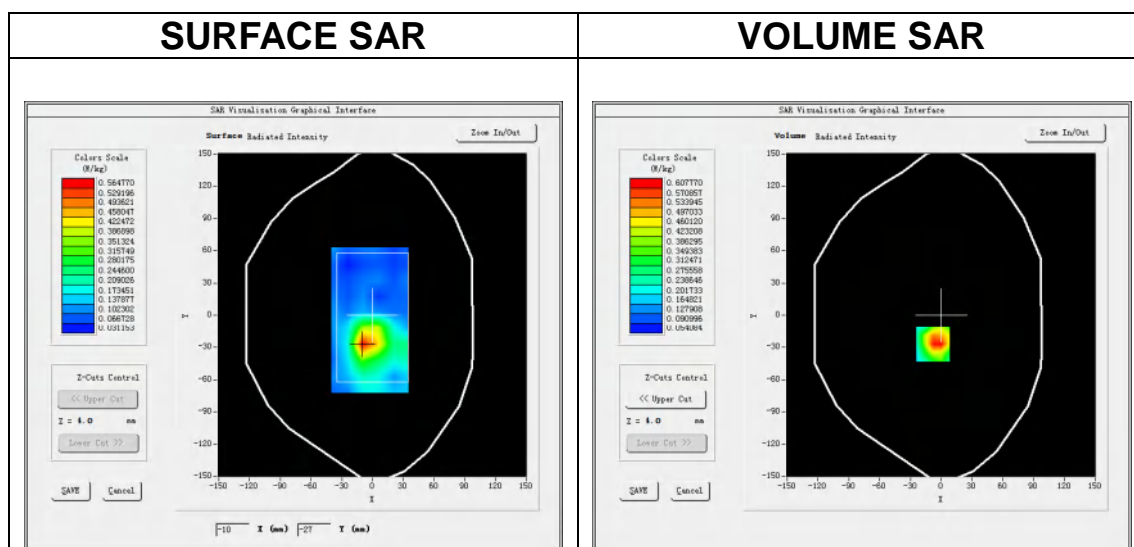 SURFACE SAR
VOLUME SAR
SAR Visualisation Graphical Interface
Surface Radiated Intensity
Zoom In/Out
Colors Scale
(W/kg)
0.564770
0.529196
0.493621
0.458047
0.422472
0.386898
0.351324
0.315749
0.280175
0.244600
0.209026
0.173451
0.137877
0.102302
0.066728
0.031153
150
120
90
60
30
0
-30
-60
-90
-120
-150
Y
-150 -120 -90 -60 -30 0 30 60 90 120 150
X
Z-Cuts Control
<< Upper Cut
Z = 4.0 mm
Lower Cut >>
SAVE Cancel
-10 X (mm) -27 Y (mm)
SAR Visualisation Graphical Interface
Volume Radiated Intensity
Zoom In/Out
Colors Scale
(W/kg)
0.607770
0.570857
0.533945
0.497033
0.460120
0.423208
0.386295
0.349383
0.312471
0.275558
0.238646
0.201733
0.164821
0.127908
0.090996
0.054084
150
120
90
60
30
0
-30
-60
-90
-120
-150
Y
-150 -120 -90 -60 -30 0 30 60 90 120 150
X
Z-Cuts Control
<< Upper Cut
Z = 4.0 mm
Lower Cut >>
SAVE Cancel